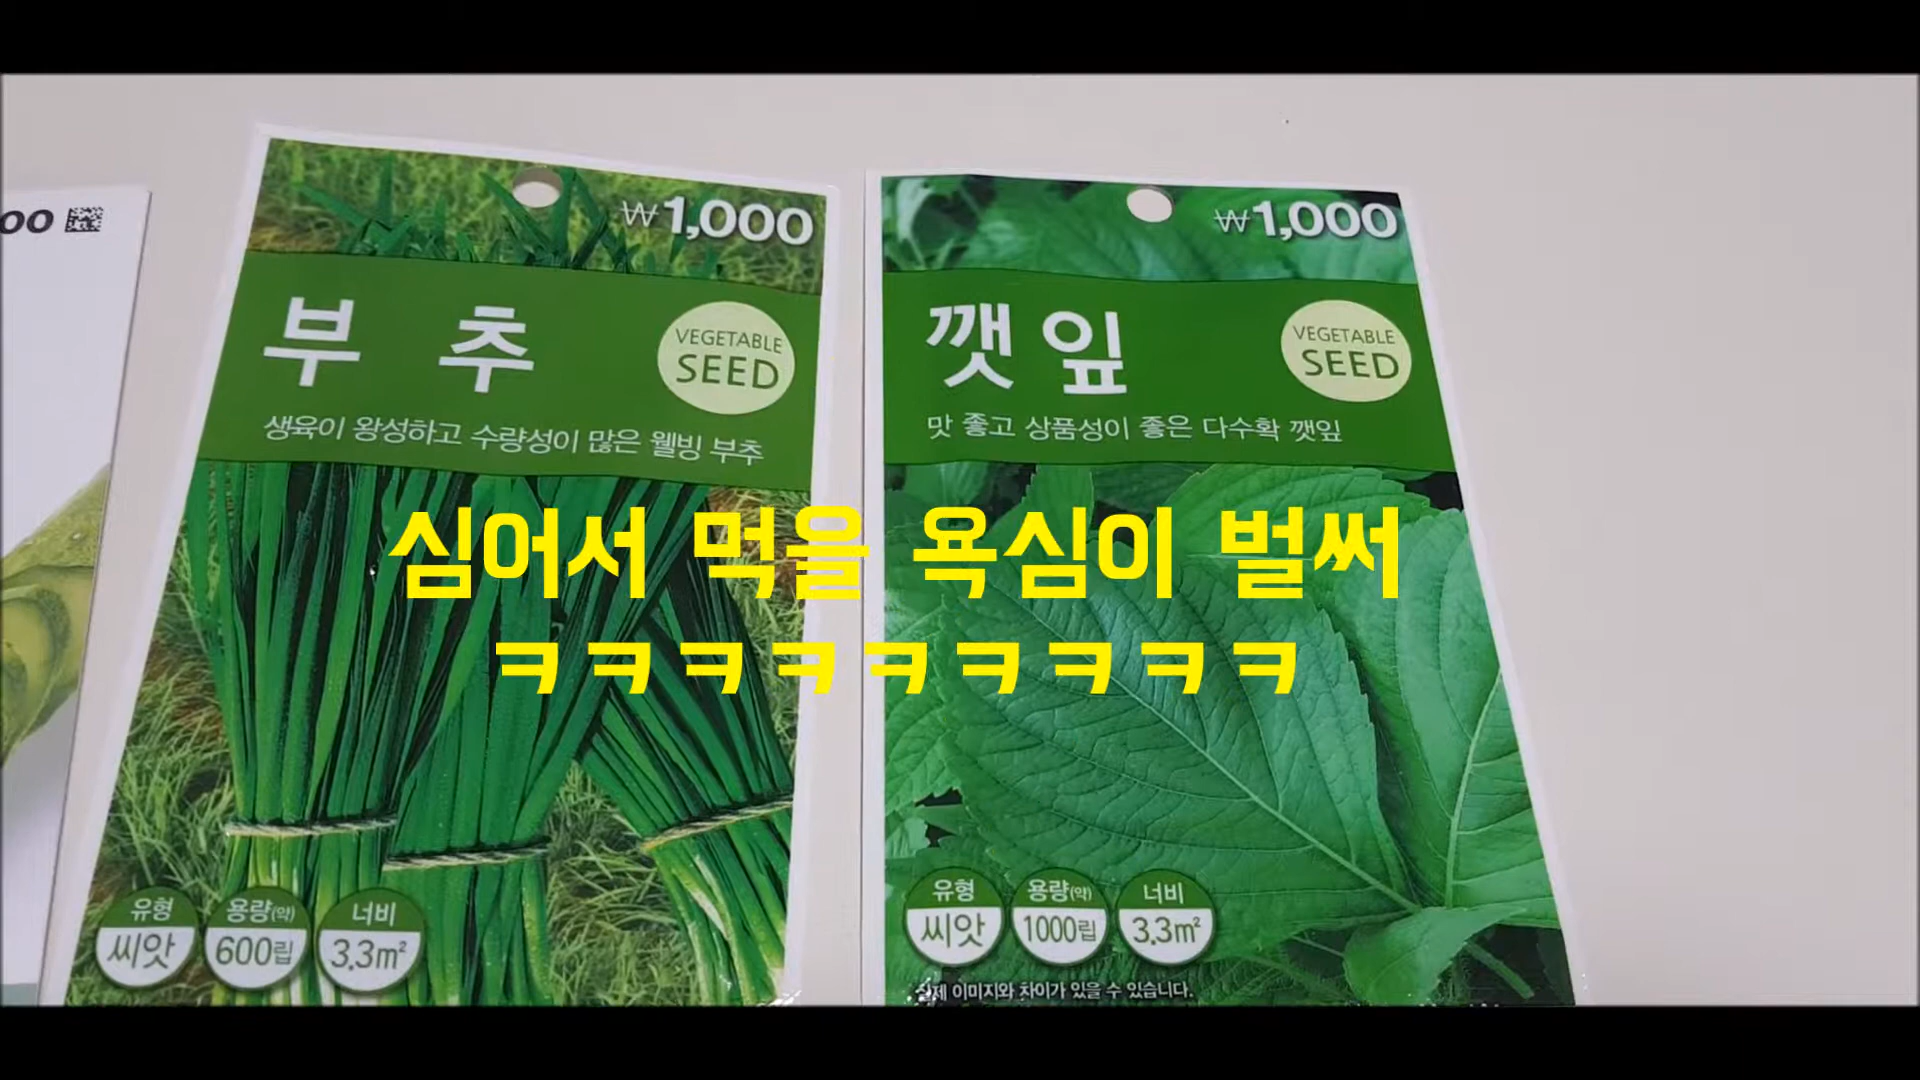 ₩1,000
부추
VEGETABLE
SEED
생육이 왕성하고 수량성이 많은 웰빙 부추
유형
씨앗
용량(약)
600립
너비
3.3m²
₩1,000
깻잎
VEGETABLE
SEED
맛 좋고 상품성이 좋은 다수확 깻잎
유형
씨앗
용량(약)
1000립
너비
3.3m²
실제 이미지와 차이가 있을 수 있습니다.
심어서 먹을 욕심이 벌써
ㅋㅋㅋㅋㅋㅋㅋㅋㅋ